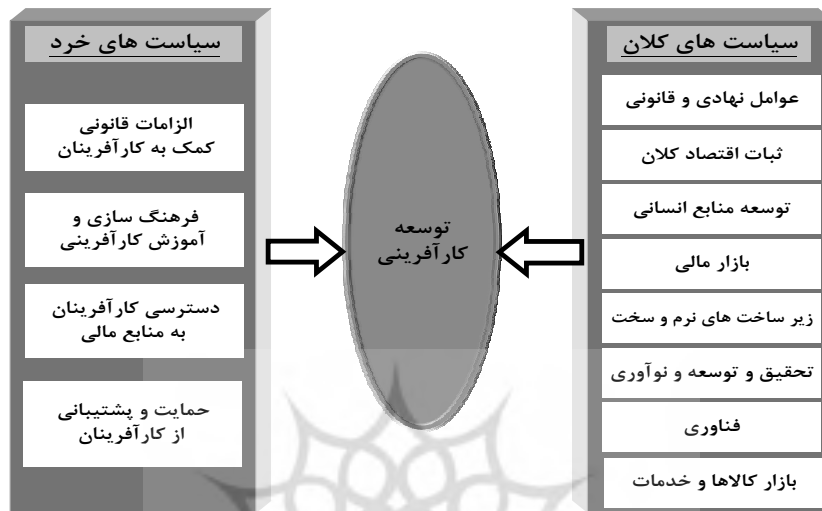 سیاست های کلان
عوامل نهادی و قانونی
ثبات اقتصاد کلان
توسعه منابع انسانی
بازار مالی
زیر ساخت های نرم و سخت
تحقیق و توسعه و نوآوری
فناوری
بازار کالاها و خدمات
توسعه
کارآفرینی
سیاست های خرد
الزامات قانونی
کمک به کارآفرینان
فرهنگ سازی و
آموزش کارآفرینی
دسترسی کارآفرینان
به منابع مالی
حمایت و پشتیبانی
از کارآفرینان